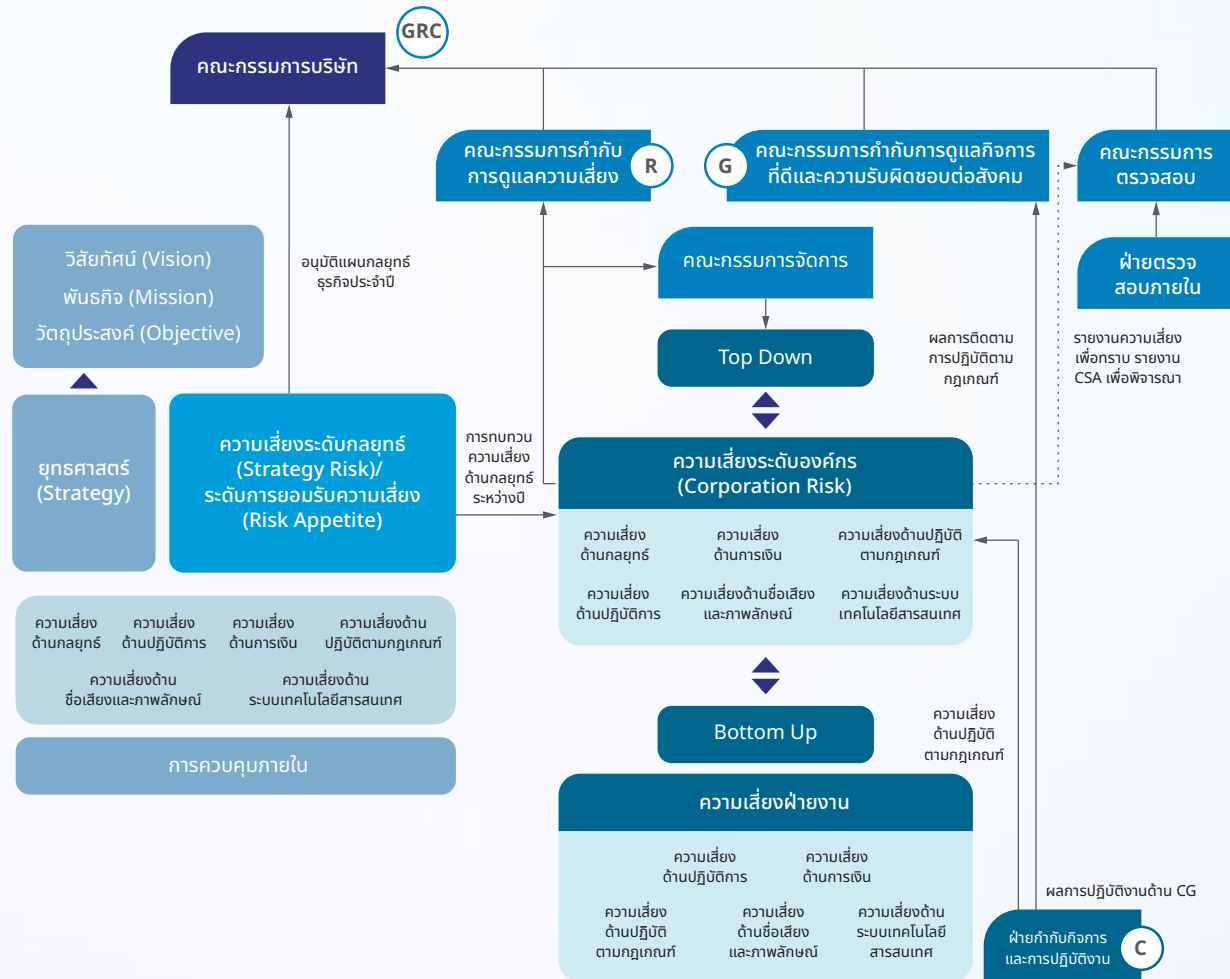 GRC
คณะกรรมการบริษัท
คณะกรรมการกำกับ
การดูแลความเสี่ยง
R
G
คณะกรรมการกำกับการดูแลกิจการ
ที่ดีและความรับผิดชอบต่อสังคม
คณะกรรมการ
ตรวจสอบ
วิสัยทัศน์ (Vision)
พันธกิจ (Mission)
วัตถุประสงค์ (Objective)
อนุมัติแผนกลยุทธ์
ธุรกิจประจำปี
คณะกรรมการจัดการ
ฝ่ายตรวจ
สอบภายใน
Top Down
ผลการติดตาม
การปฏิบัติตาม
กฎเกณฑ์
รายงานความเสี่ยง
เพื่อทราบ รายงาน
CSA เพื่อพิจารณา
ยุทธศาสตร์
(Strategy)
ความเสี่ยงระดับกลยุทธ์
(Strategy Risk)/
ระดับการยอมรับความเสี่ยง
(Risk Appetite)
การทบทวน
ความเสี่ยง
ด้านกลยุทธ์
ระหว่างปี
ความเสี่ยงระดับองค์กร
(Corporation Risk)
ความเสี่ยง
ด้านกลยุทธ์
ความเสี่ยง
ด้านการเงิน
ความเสี่ยงด้านปฏิบัติ
ตามกฎเกณฑ์
ความเสี่ยง
ด้านปฏิบัติการ
ความเสี่ยงด้านชื่อเสียง
และภาพลักษณ์
ความเสี่ยงด้านระบบ
เทคโนโลยีสารสนเทศ
ความเสี่ยง
ด้านกลยุทธ์
ความเสี่ยง
ด้านปฏิบัติการ
ความเสี่ยง
ด้านการเงิน
ความเสี่ยงด้าน
ปฏิบัติตามกฎเกณฑ์
ความเสี่ยงด้าน
ชื่อเสียงและภาพลักษณ์
ความเสี่ยงด้าน
ระบบเทคโนโลยีสารสนเทศ
การควบคุมภายใน
Bottom Up
ความเสี่ยง
ด้านปฏิบัติ
ตามกฎเกณฑ์
ความเสี่ยงฝ่ายงาน
ความเสี่ยง
ด้านปฏิบัติการ
ความเสี่ยง
ด้านการเงิน
ความเสี่ยง
ด้านปฏิบัติ
ตามกฎเกณฑ์
ความเสี่ยง
ด้านชื่อเสียง
และภาพลักษณ์
ความเสี่ยงด้าน
ระบบเทคโนโลยี
สารสนเทศ
ผลการปฏิบัติงานด้าน CG
ฝ่ายกำกับกิจการ
และการปฏิบัติงาน
C